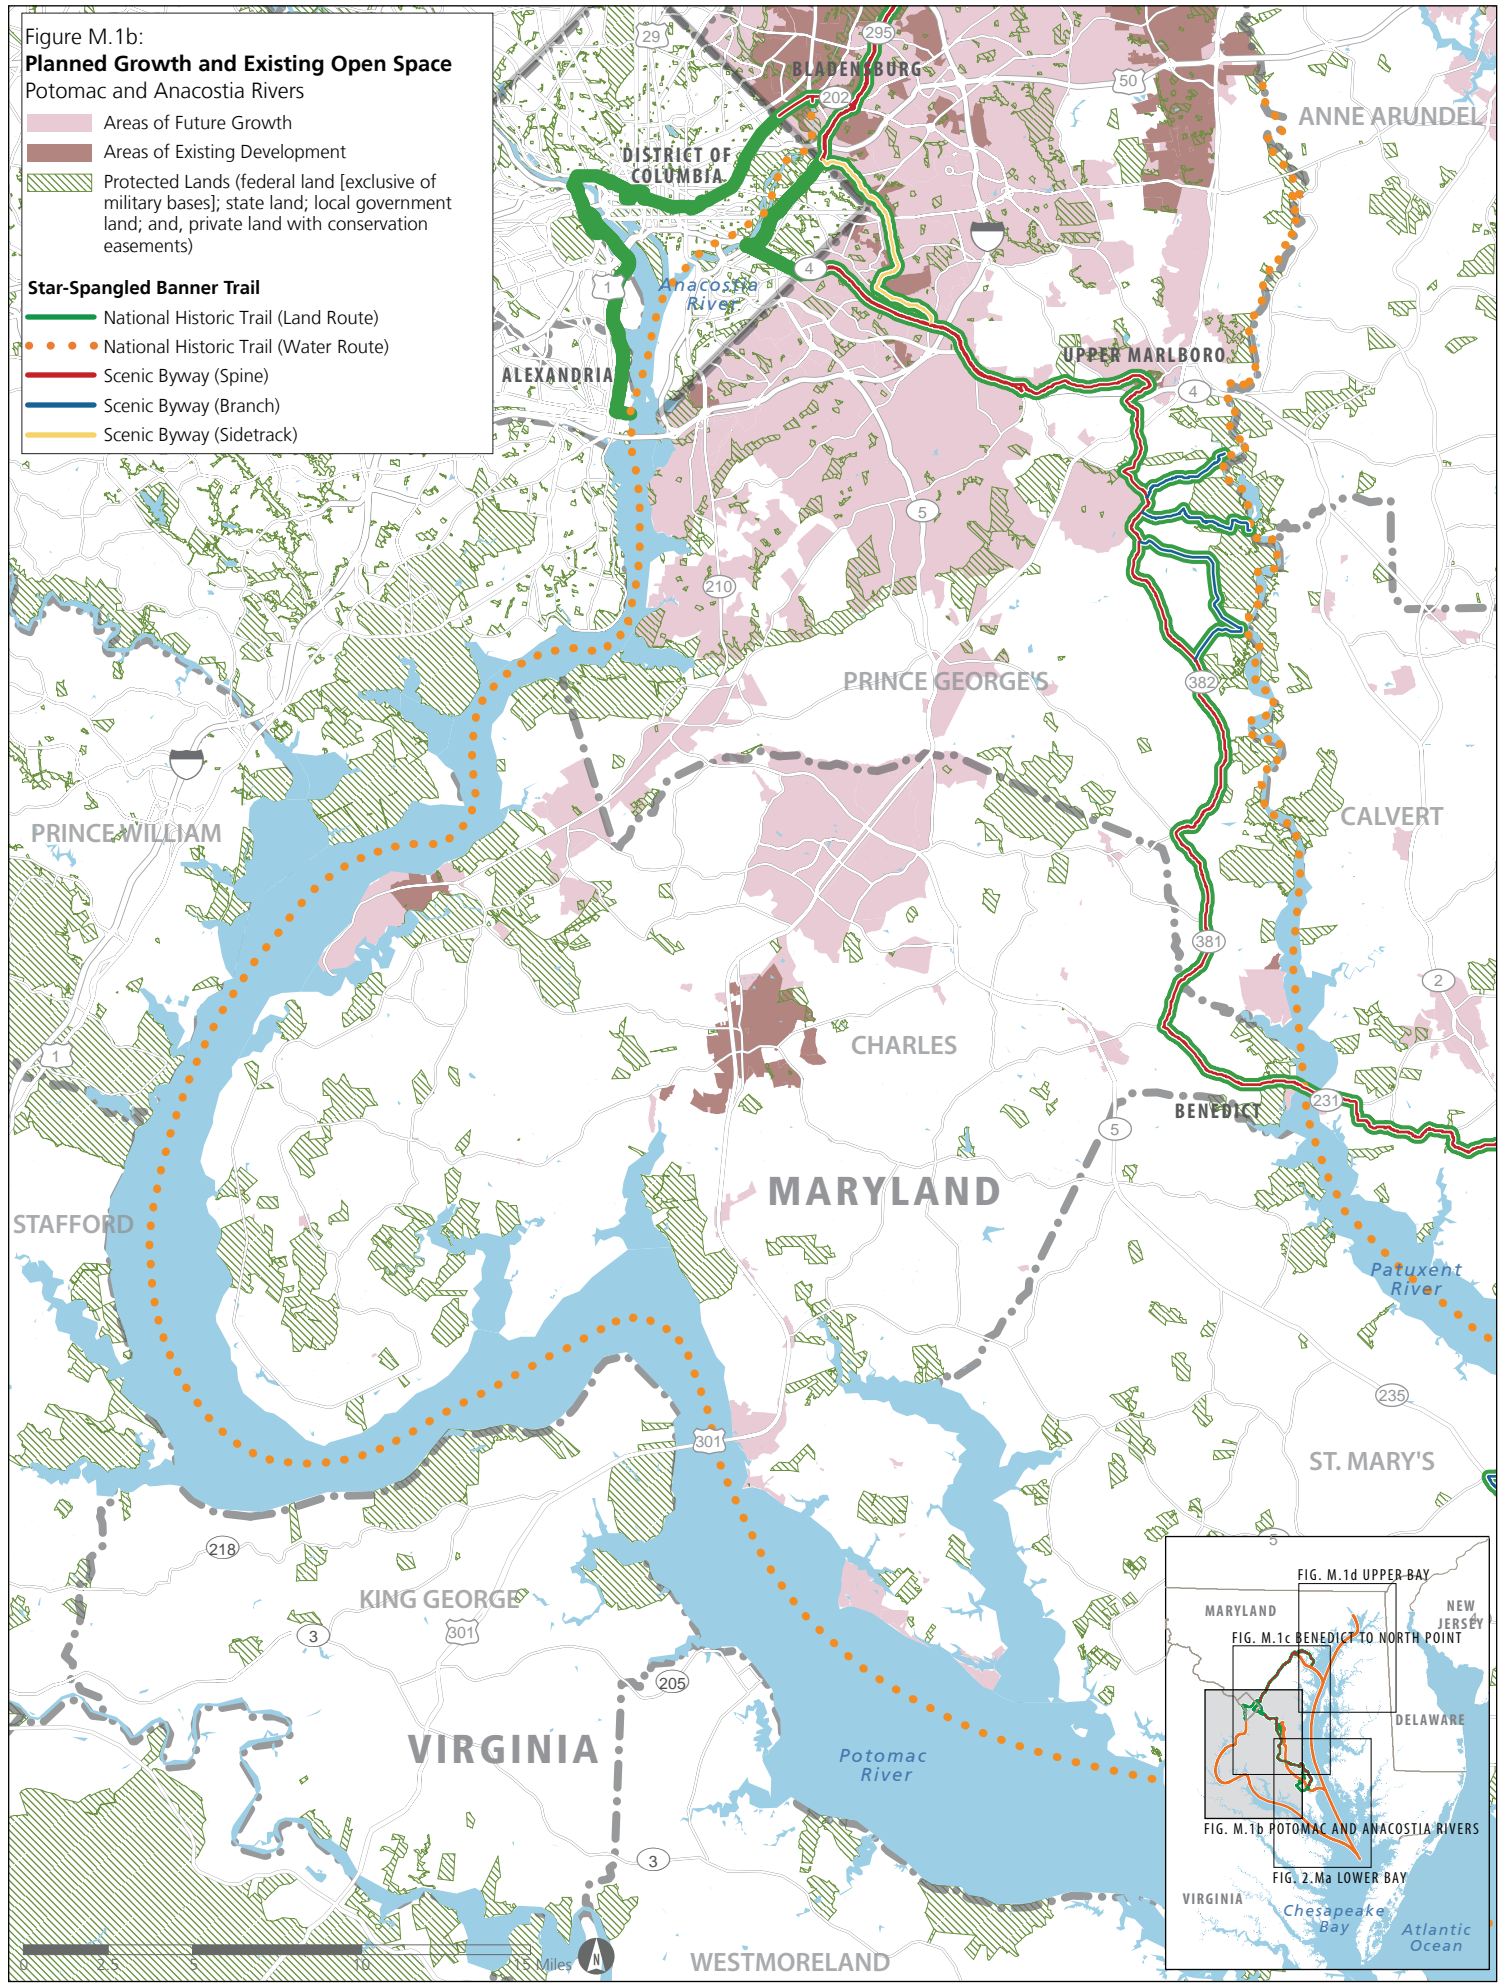 Figure M.1b:
Planned Growth and Existing Open Space
Potomac and Anacostia Rivers
Areas of Future Growth
Areas of Existing Development
Protected Lands (federal land [exclusive of
military bases]; state land; local government
land; and, private land with conservation
easements)
Star-Spangled Banner Trail
National Historic Trail (Land Route)
National Historic Trail (Water Route)
Scenic Byway (Spine)
Scenic Byway (Branch)
Scenic Byway (Sidetrack)
29
295
BLADENSBURG
202
50
ANNE ARUNDEL
DISTRICT OF
COLUMBIA
4
1
Anacostia
River
ALEXANDRIA
UPPER MARLBORO
4
5
210
PRINCE GEORGE'S
382
PRINCE WILLIAM
CALVERT
381
2
1
CHARLES
231
BENEDICT
5
MARYLAND
STAFFORD
Patuxent
River
235
301
ST. MARY'S
5
218
KING GEORGE
301
3
205
VIRGINIA
Potomac
River
3
WESTMORELAND
0
2.5
5
10
15 Miles
N
FIG. M.1d UPPER BAY
MARYLAND
NEW
JERSEY
4
FIG. M.1c BENEDICT TO NORTH POINT
DELAWARE
FIG. M.1b POTOMAC AND ANACOSTIA RIVERS
FIG. 2.Ma LOWER BAY
VIRGINIA
Chesapeake
Bay
Atlantic
Ocean